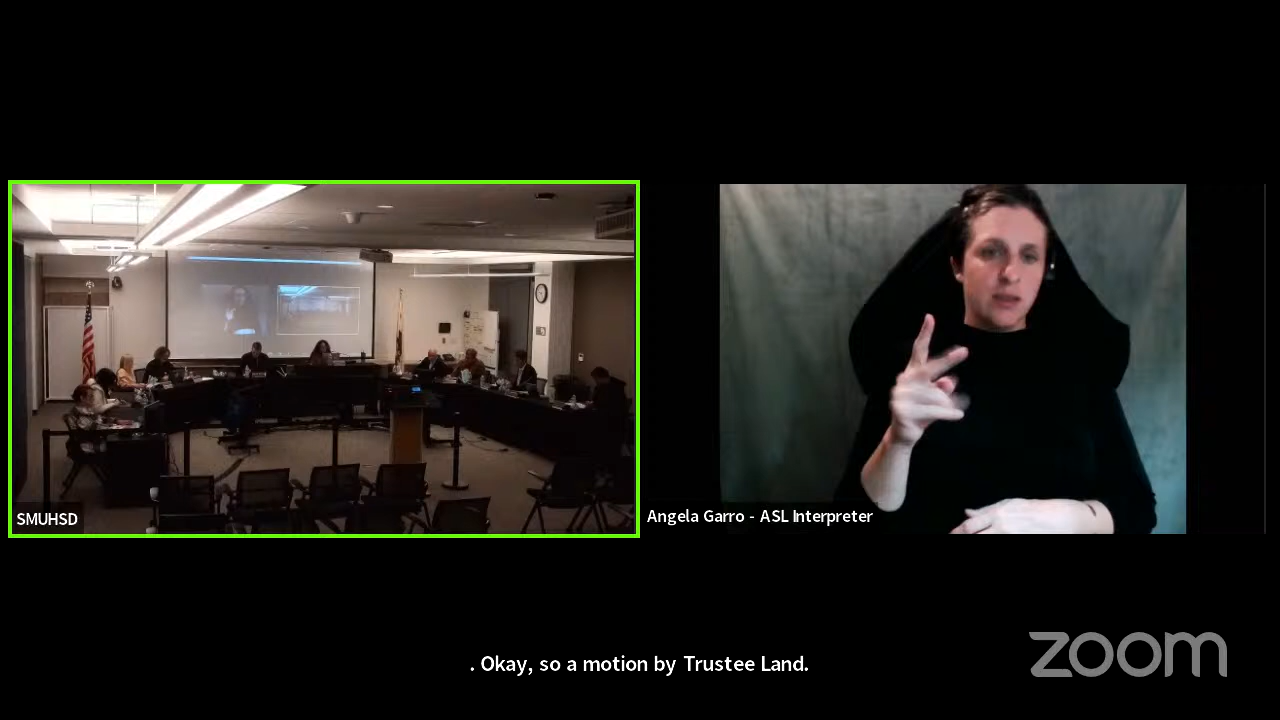 SMUHSD
Angela Garro - ASL Interpreter
. Okay, so a motion by Trustee Land.
zoom